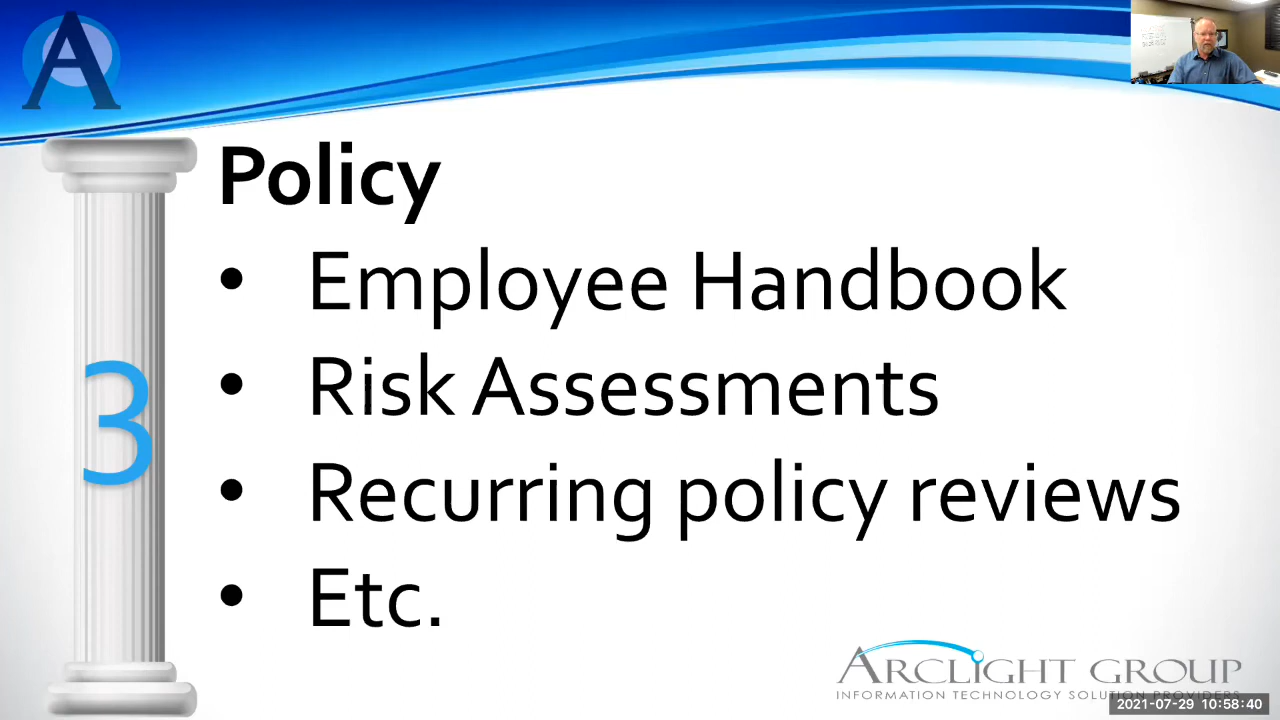 A
Policy
• Employee Handbook
• Risk Assessments
• Recurring policy reviews
• Etc.
3
ARCLIGHT GROUP
INFORMATION TECHNOLOGY SOLUTION PROVIDERS
2021-07-29 10:58:40